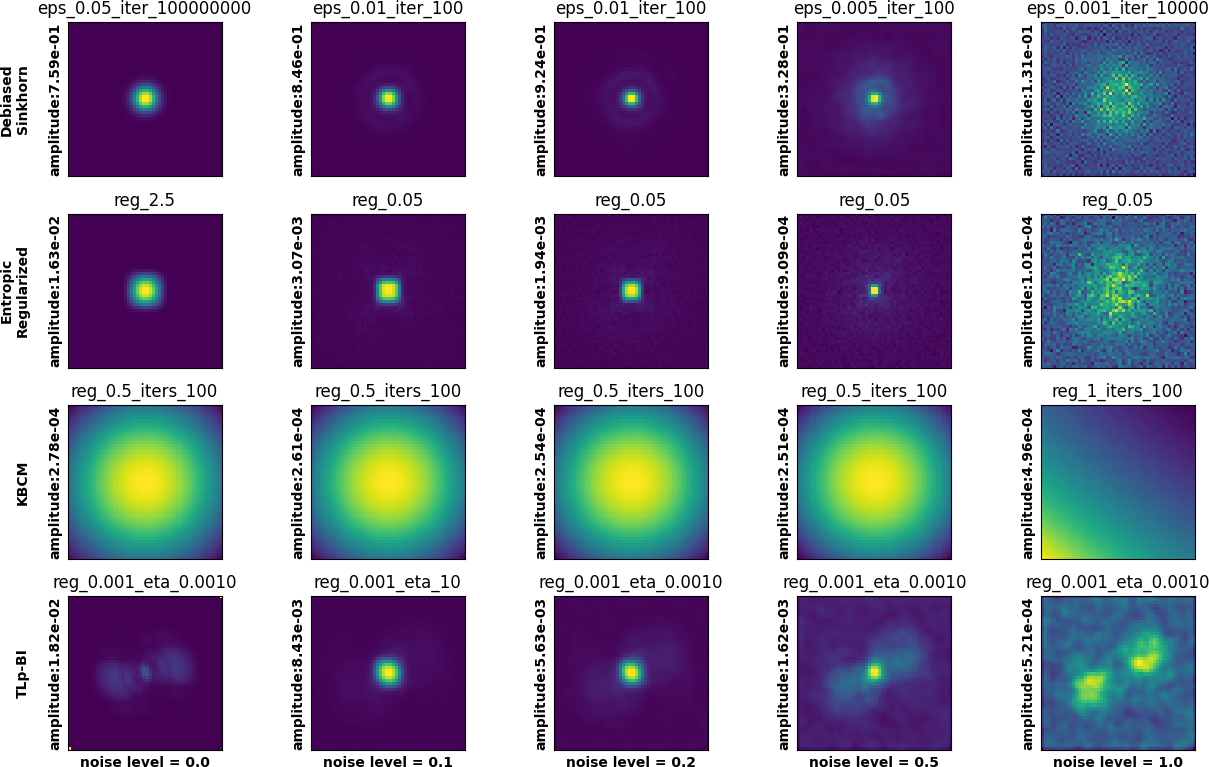 eps_0.05_iter_100000000 eps_0.01_iter_100 eps_0.01_iter_100 eps_0.005_iter_100 eps_0.001_iter_10000
Debiased
Sinkhorn
amplitude:7.59e-01 amplitude:8.46e-01 amplitude:9.24e-01 amplitude:3.28e-01 amplitude:1.31e-01
reg_2.5 reg_0.05 reg_0.05 reg_0.05 reg_0.05
Entropic
Regularized
amplitude:1.63e-02 amplitude:3.07e-03 amplitude:1.94e-03 amplitude:9.09e-04 amplitude:1.01e-04
reg_0.5_iters_100 reg_0.5_iters_100 reg_0.5_iters_100 reg_0.5_iters_100 reg_1_iters_100
KBCM
amplitude:2.78e-04 amplitude:2.61e-04 amplitude:2.54e-04 amplitude:2.51e-04 amplitude:4.96e-04
reg_0.001_eta_0.0010 reg_0.001_eta_10 reg_0.001_eta_0.0010 reg_0.001_eta_0.0010 reg_0.001_eta_0.0010
TLp-BI
amplitude:1.82e-02 amplitude:8.43e-03 amplitude:5.63e-03 amplitude:1.62e-03 amplitude:5.21e-04
noise level = 0.0 noise level = 0.1 noise level = 0.2 noise level = 0.5 noise level = 1.0